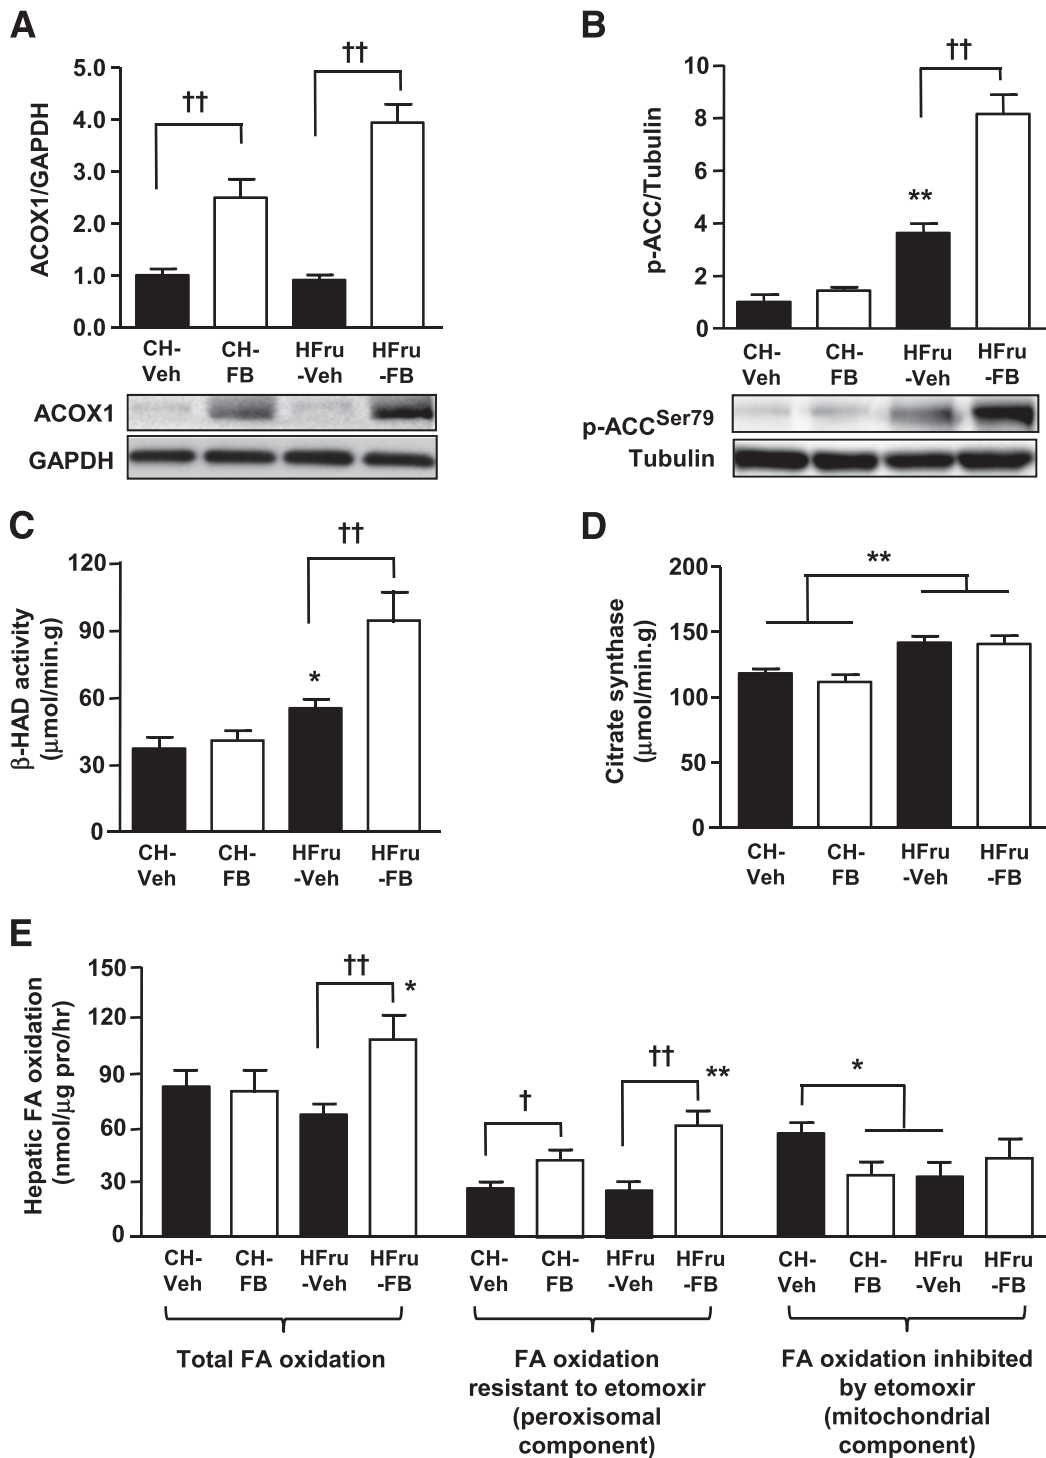 A
ACOX1/GAPDH
5.0
4.0
3.0
2.0
1.0
0.0
††
††
CH-
Veh
CH-
FB
HFru
-Veh
HFru
-FB
ACOX1
GAPDH
B
p-ACC/Tubulin
10
8
6
4
2
0
**
††
CH-
Veh
CH-
FB
HFru
-Veh
HFru
-FB
p-ACCSer79
Tubulin
C
β-HAD activity
(μmol/min.g)
120
90
60
30
0
*
††
CH-
Veh
CH-
FB
HFru
-Veh
HFru
-FB
D
Citrate synthase
(μmol/min.g)
200
150
100
50
0
**
CH-
Veh
CH-
FB
HFru
-Veh
HFru
-FB
E
Hepatic FA oxidation
(nmol/μg pro/hr)
150
120
90
60
30
0
††
*
†
††
**
*
CH-
Veh
CH-
FB
HFru
-Veh
HFru
-FB
CH-
Veh
CH-
FB
HFru
-Veh
HFru
-FB
CH-
Veh
CH-
FB
HFru
-Veh
HFru
-FB
Total FA oxidation
FA oxidation
resistant to etomoxir
(peroxisomal
component)
FA oxidation inhibited
by etomoxir
(mitochondrial
component)